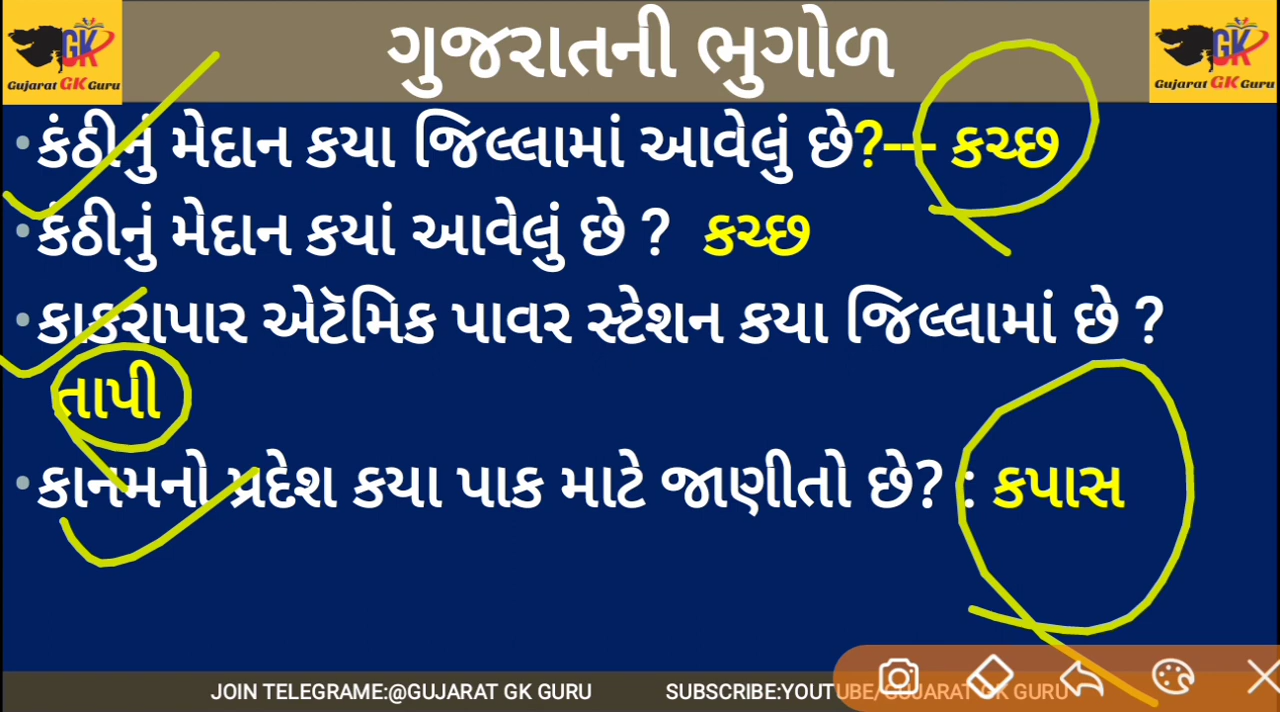 GK
Gujarat GK Guru
ગુજરાતની ભુગોળ
GK
Gujarat GK Guru
•કંઠીનું મેદાન કયા જિલ્લામાં આવેલું છે?--- કચ્છ
•કંઠીનું મેદાન કયાં આવેલું છે ? કચ્છ
•કાકરાપાર એટૅમિક પાવર સ્ટેશન કયા જિલ્લામાં છે ?
તાપી
•કાનમનો પ્રદેશ કયા પાક માટે જાણીતો છે? : કપાસ
JOIN TELEGRAME:@GUJARAT GK GURU SUBSCRIBE:YOUTUBE/GUJARAT GK GURU